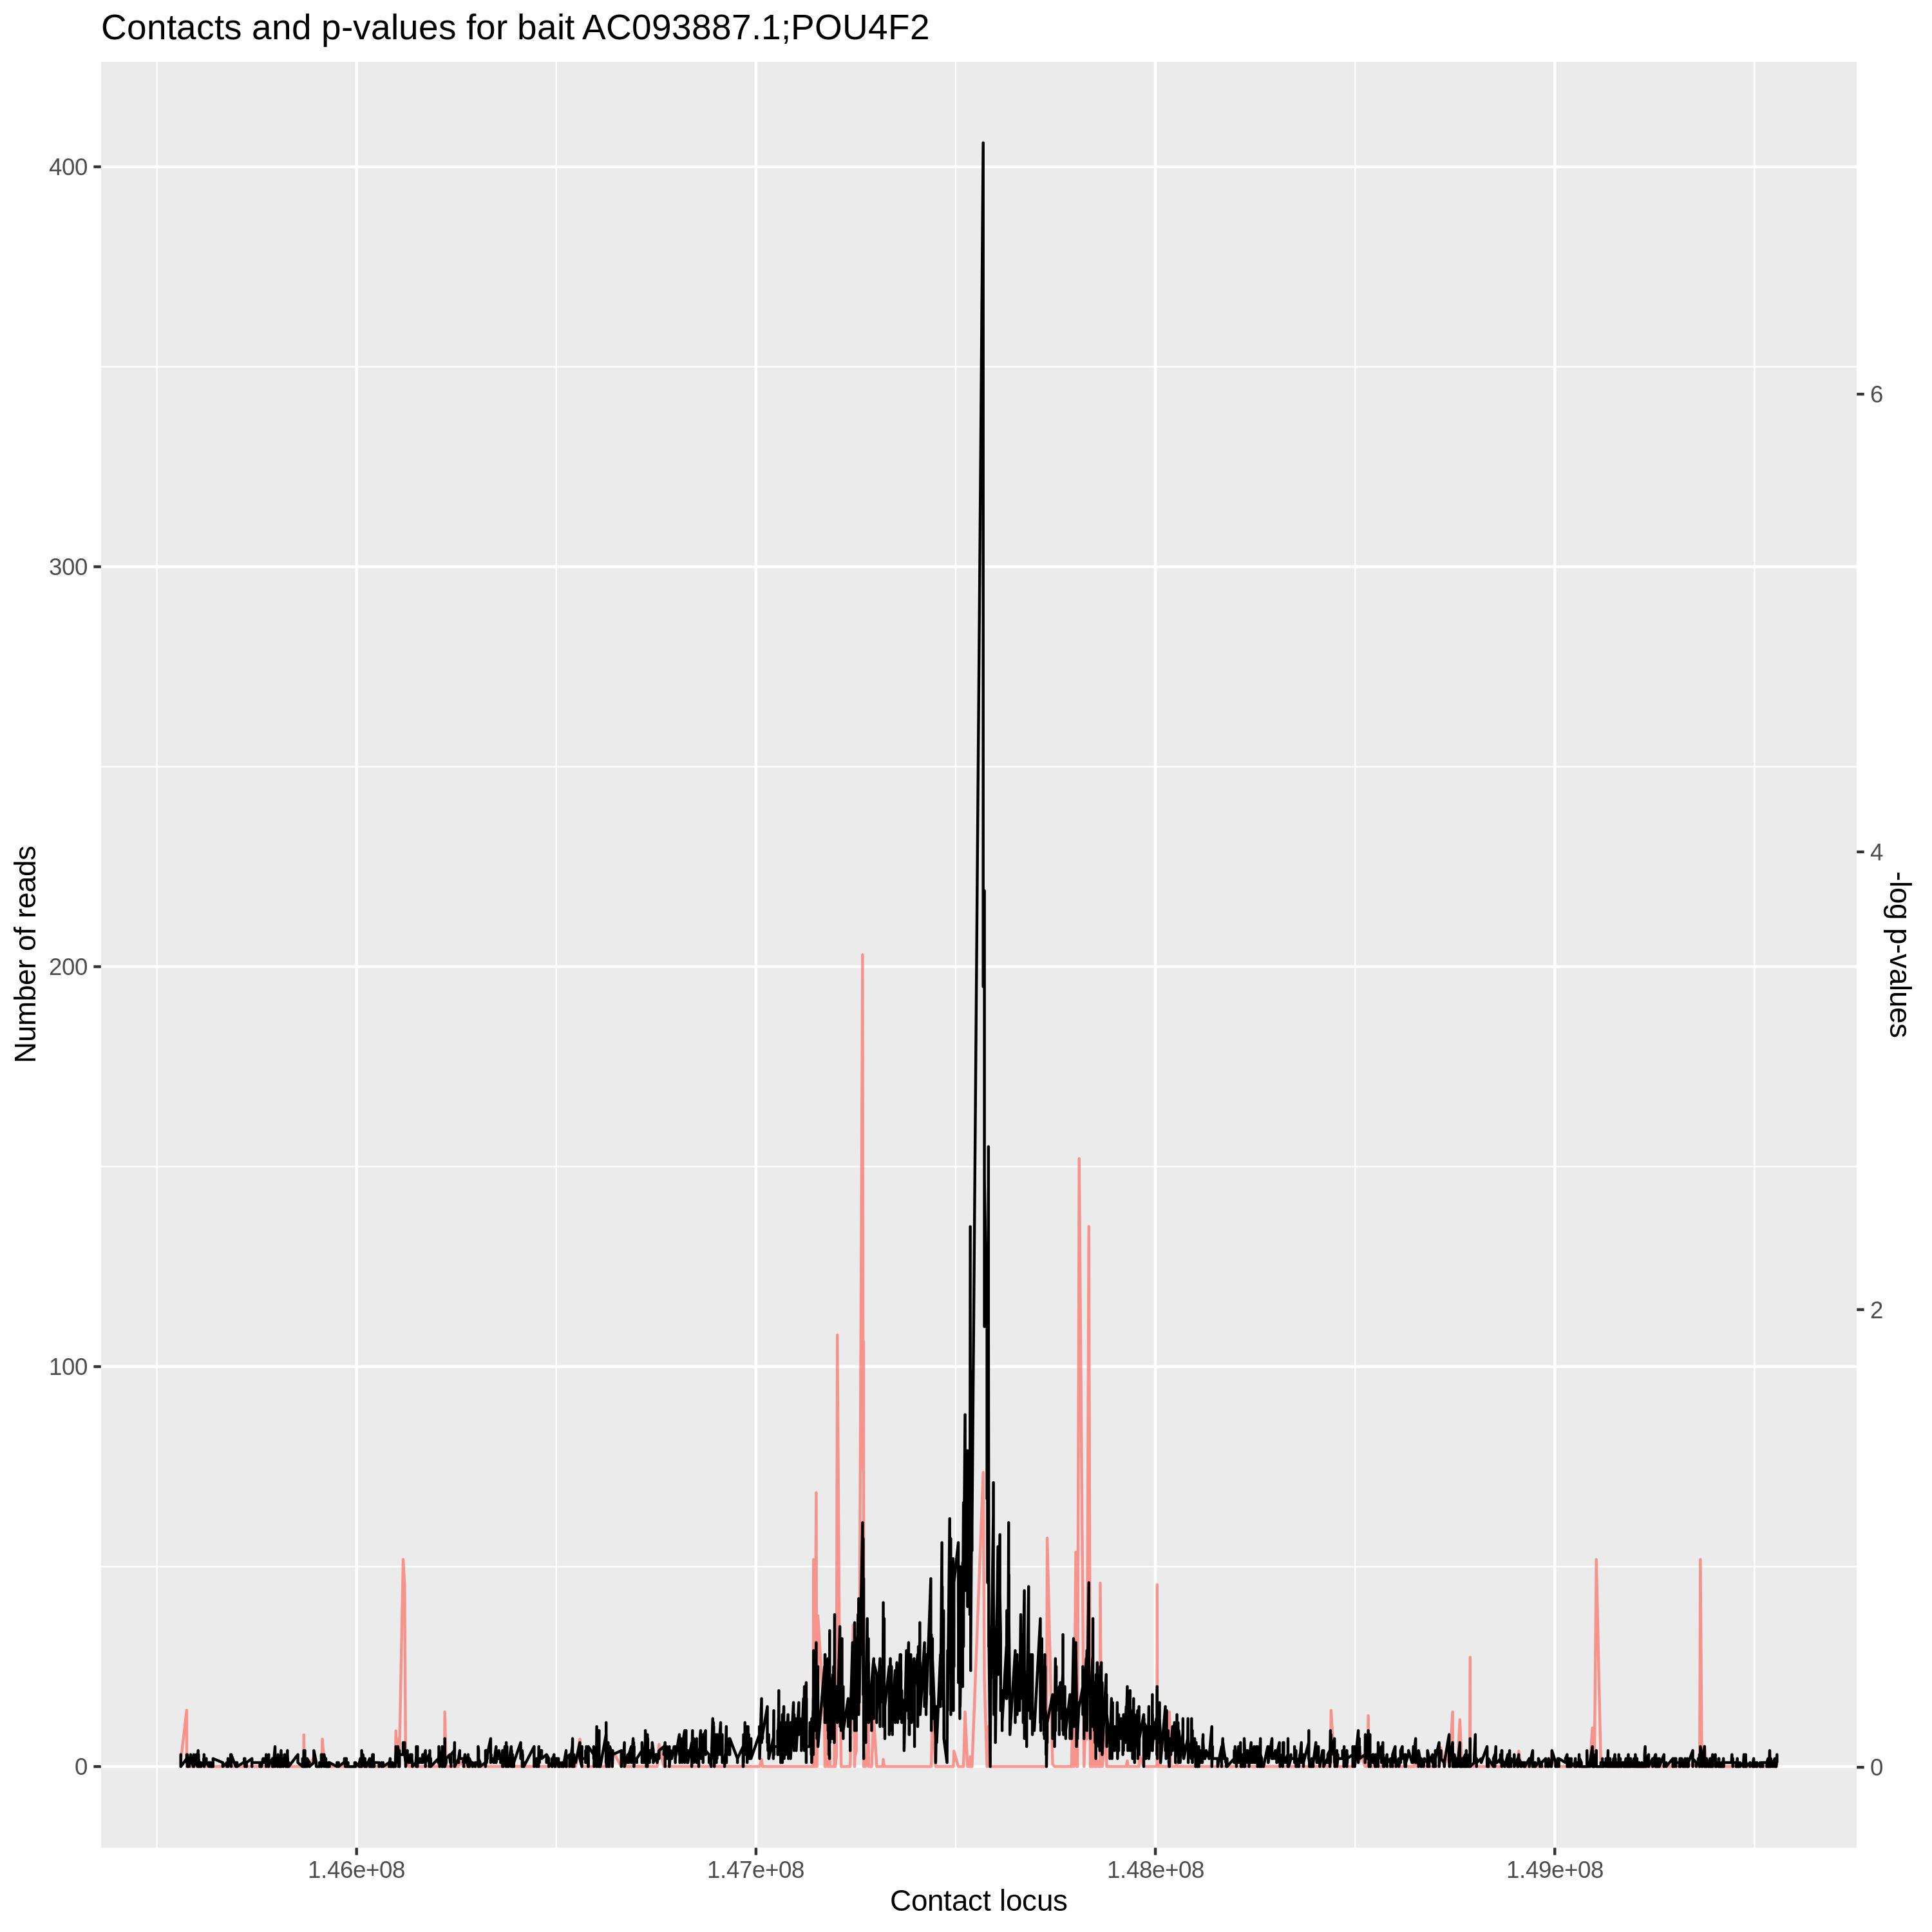 Contacts and p-values for bait AC093887.1;POU4F2
400
300
200
100
0
Number of reads
6
4
2
0
-log p-values
1.46e+08
1.47e+08
1.48e+08
1.49e+08
Contact locus